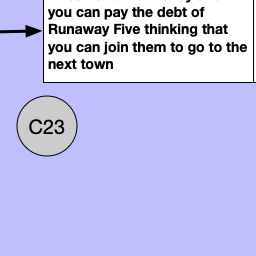 you can pay the debt of
Runaway Five thinking that
you can join them to go to the
next town
C23